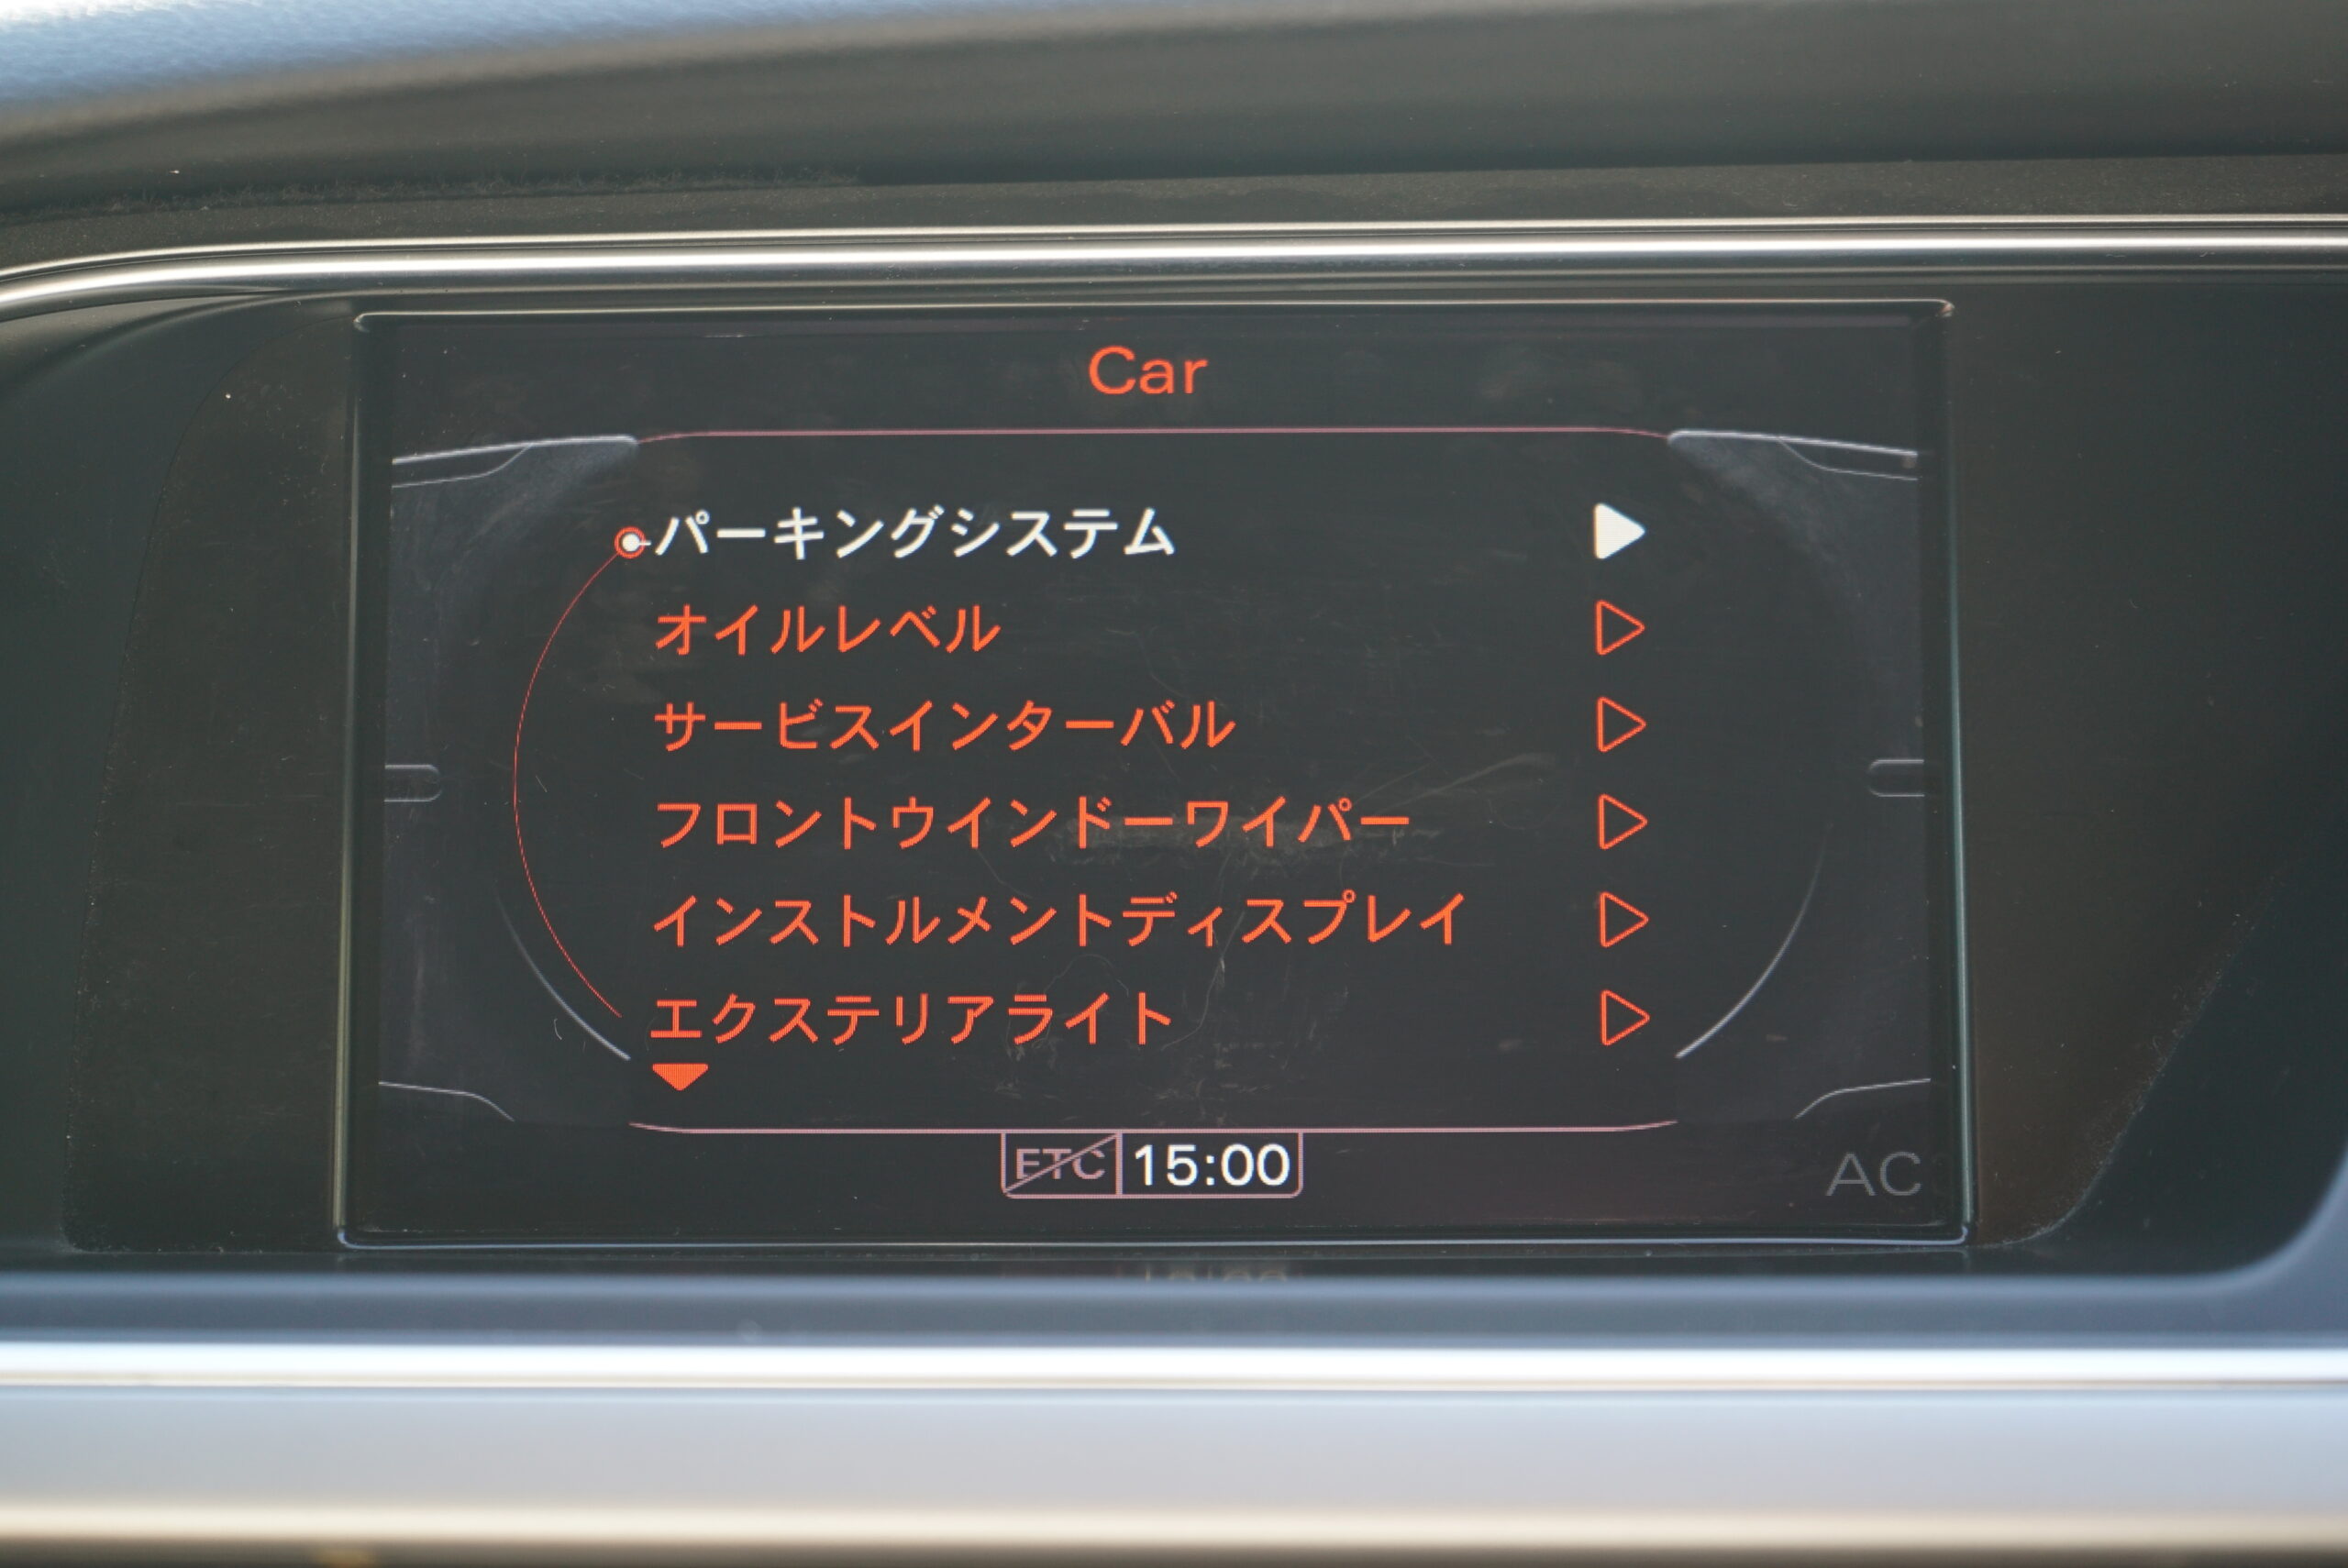 Car
パーキングシステム
オイルレベル
サービスインターバル
フロントウインドーワイパー
インストルメントディスプレイ
エクステリアライト
ETC 15:00
AC